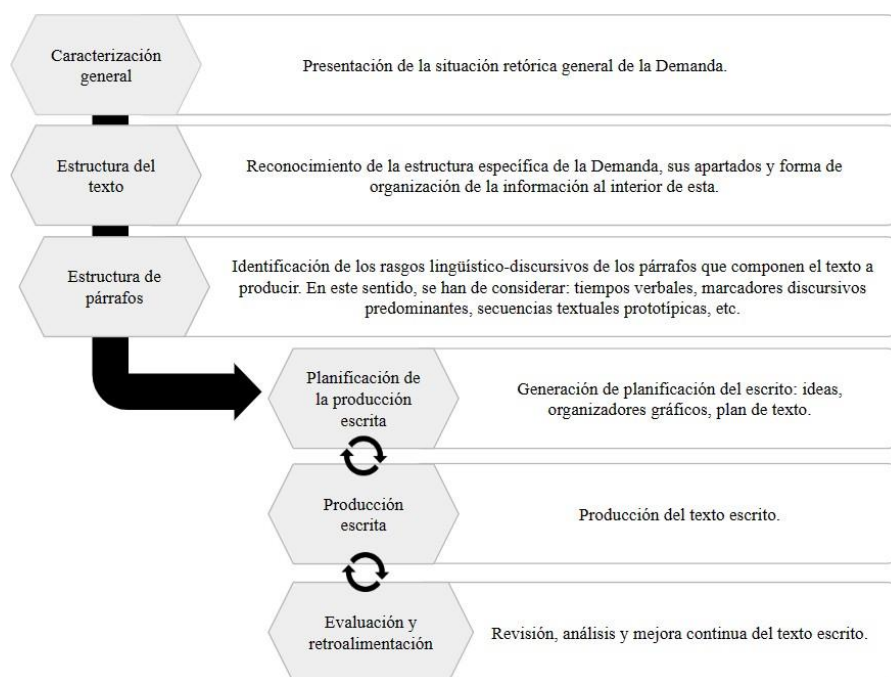 Caracterización
general
Presentación de la situación retórica general de la Demanda.
Estructura del
texto
Reconocimiento de la estructura específica de la Demanda, sus apartados y forma de
organización de la información al interior de esta.
Estructura de
párrafos
Identificación de los rasgos lingüístico-discursivos de los párrafos que componen el texto a
producir. En este sentido, se han de considerar: tiempos verbales, marcadores discursivos
predominantes, secuencias textuales prototípicas, etc.
Planificación de
la producción
escrita
Generación de planificación del escrito: ideas,
organizadores gráficos, plan de texto.
Producción
escrita
Producción del texto escrito.
Evaluación y
retroalimentación
Revisión, análisis y mejora continua del texto escrito.